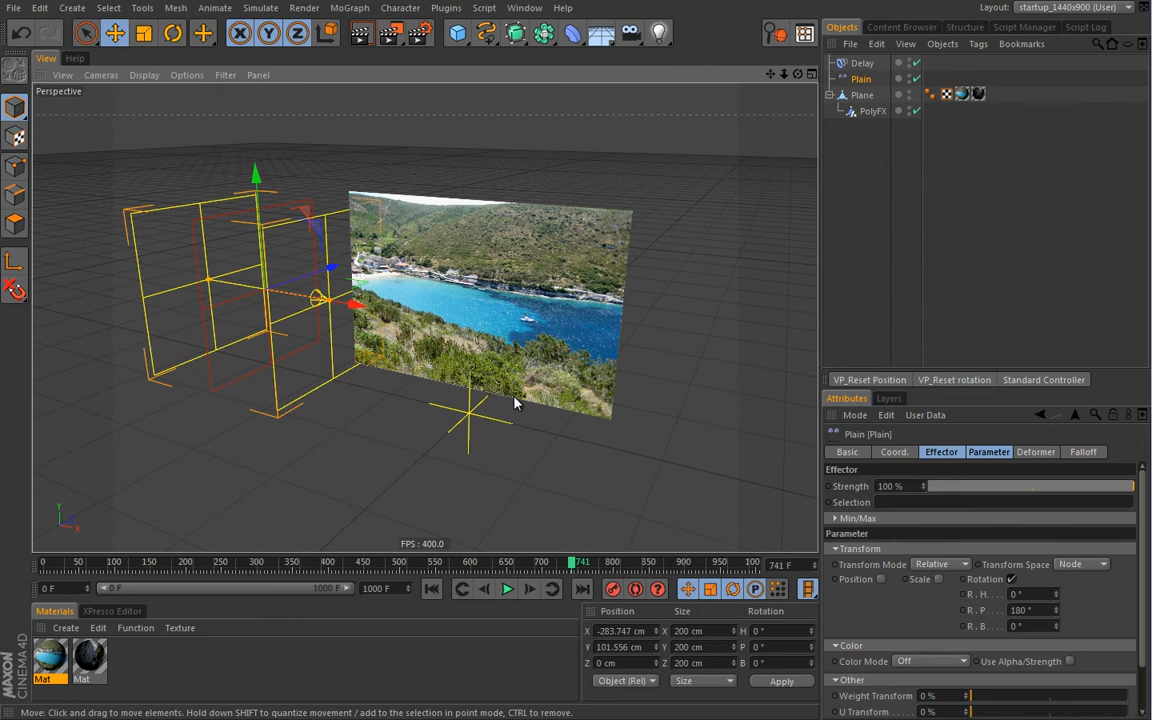 File Edit Create Select Tools Mesh Animate Simulate Render MoGraph Character Plugins Script Window Help Layout: startup_1440x900 (User)
X Y Z
Objects Content Browser Structure Script Manager Script Log
File Edit View Objects Tags Bookmarks
View Help
View Cameras Display Options Filter Panel
Perspective
Delay
Plain
Plane
PolyFX
Y
X
FPS : 400.0
VP_Reset Position VP_Reset rotation Standard Controller
Attributes Layers
Mode Edit User Data
Plain [Plain]
Basic Coord. Effector Parameter Deformer Falloff
Effector
Strength 100 %
Selection
Min/Max
Parameter
Transform
Transform Mode Relative Transform Space Node
Position Scale Rotation
R . H 0 °
R . P 180 °
R . B 0 °
Color
Color Mode Off Use Alpha/Strength
Other
Weight Transform 0 %
U Transform 0 %
0 50 100 150 200 250 300 350 400 450 500 550 600 650 700 741 800 850 900 950 1000 741 F
0 F 0 F 1000 F 1000 F
P
Materials XPresso Editor
Create Edit Function Texture
Mat Mat
Position Size Rotation
X -283.747 cm X 200 cm H 0 °
Y 101.556 cm Y 200 cm P 0 °
Z 0 cm Z 200 cm B 0 °
Object (Rel) Size Apply
MAXON
CINEMA 4D
Move: Click and drag to move elements. Hold down SHIFT to quantize movement / add to the selection in point mode, CTRL to remove.